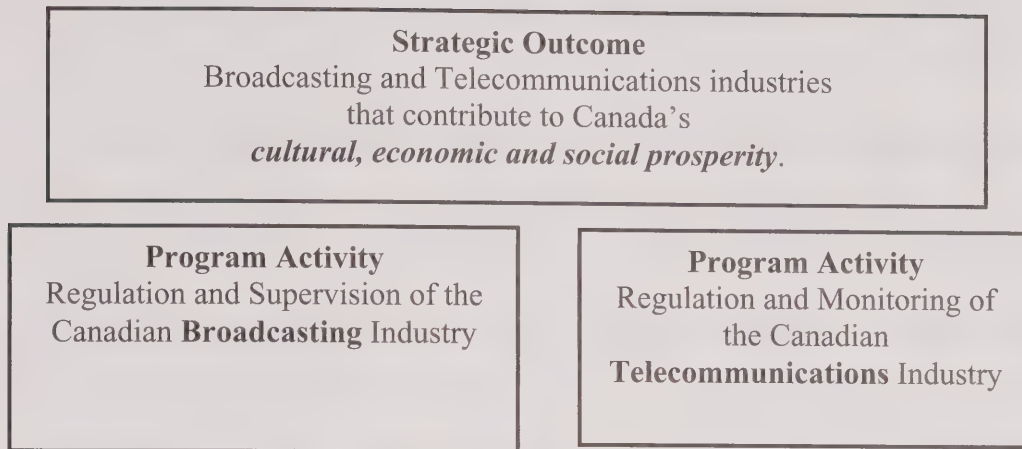 Strategic Outcome
Broadcasting and Telecommunications industries
that contribute to Canada's
cultural, economic and social prosperity.
Program Activity
Regulation and Supervision of the
Canadian Broadcasting Industry
Program Activity
Regulation and Monitoring of
the Canadian
Telecommunications Industry